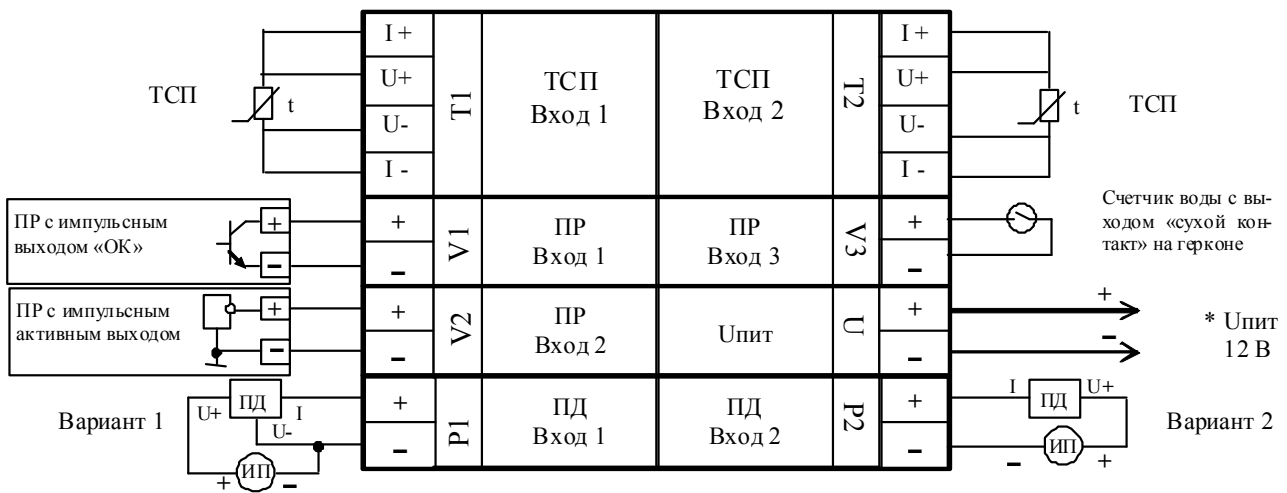 I +
U+
U-
I -
T1
ТСП
Вход 1
ТСП
Вход 2
T2
I +
U+
U-
I -
ТСП
t
t
ТСП
ПР с импульсным
выходом «ОК»
+
−
+
−
V1
ПР
Вход 1
ПР
Вход 3
V3
+
−
Счетчик воды с вы-
ходом «сухой кон-
такт» на герконе
ПР с импульсным
активным выходом
+
−
+
−
V2
ПР
Вход 2
Uпит
U
+
−
+
−
* Uпит
12 В
Вариант 1
U+
ПД
I
U-
+
ИП
−
+
−
P1
ПД
Вход 1
ПД
Вход 2
P2
+
−
I
ПД
U+
−
ИП
+
Вариант 2